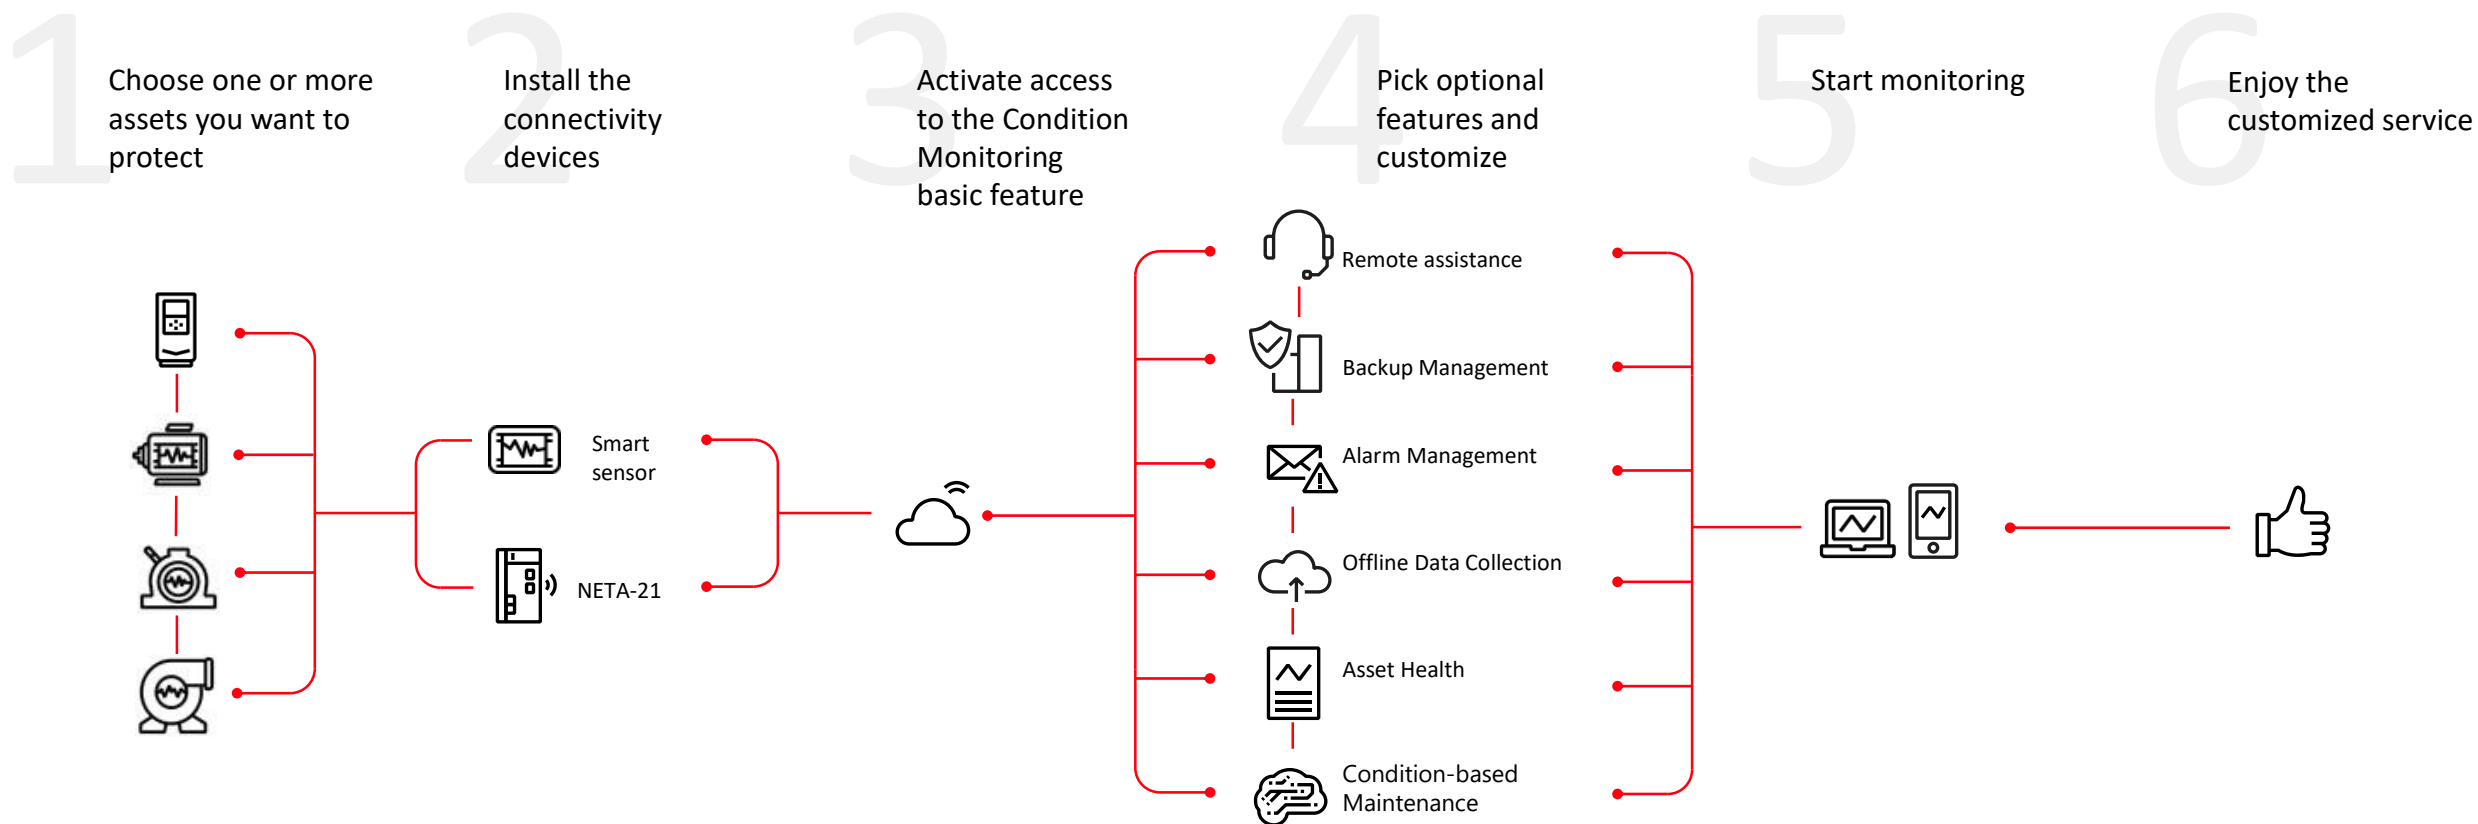 1
Choose one or more
assets you want to
protect
2
Install the
connectivity
devices
3
Activate access
to the Condition
Monitoring
basic feature
4
Pick optional
features and
customize
5
Start monitoring
6
Enjoy the
customized service
Smart
sensor
NETA-21
Remote assistance
Backup Management
Alarm Management
Offline Data Collection
Asset Health
Condition-based
Maintenance